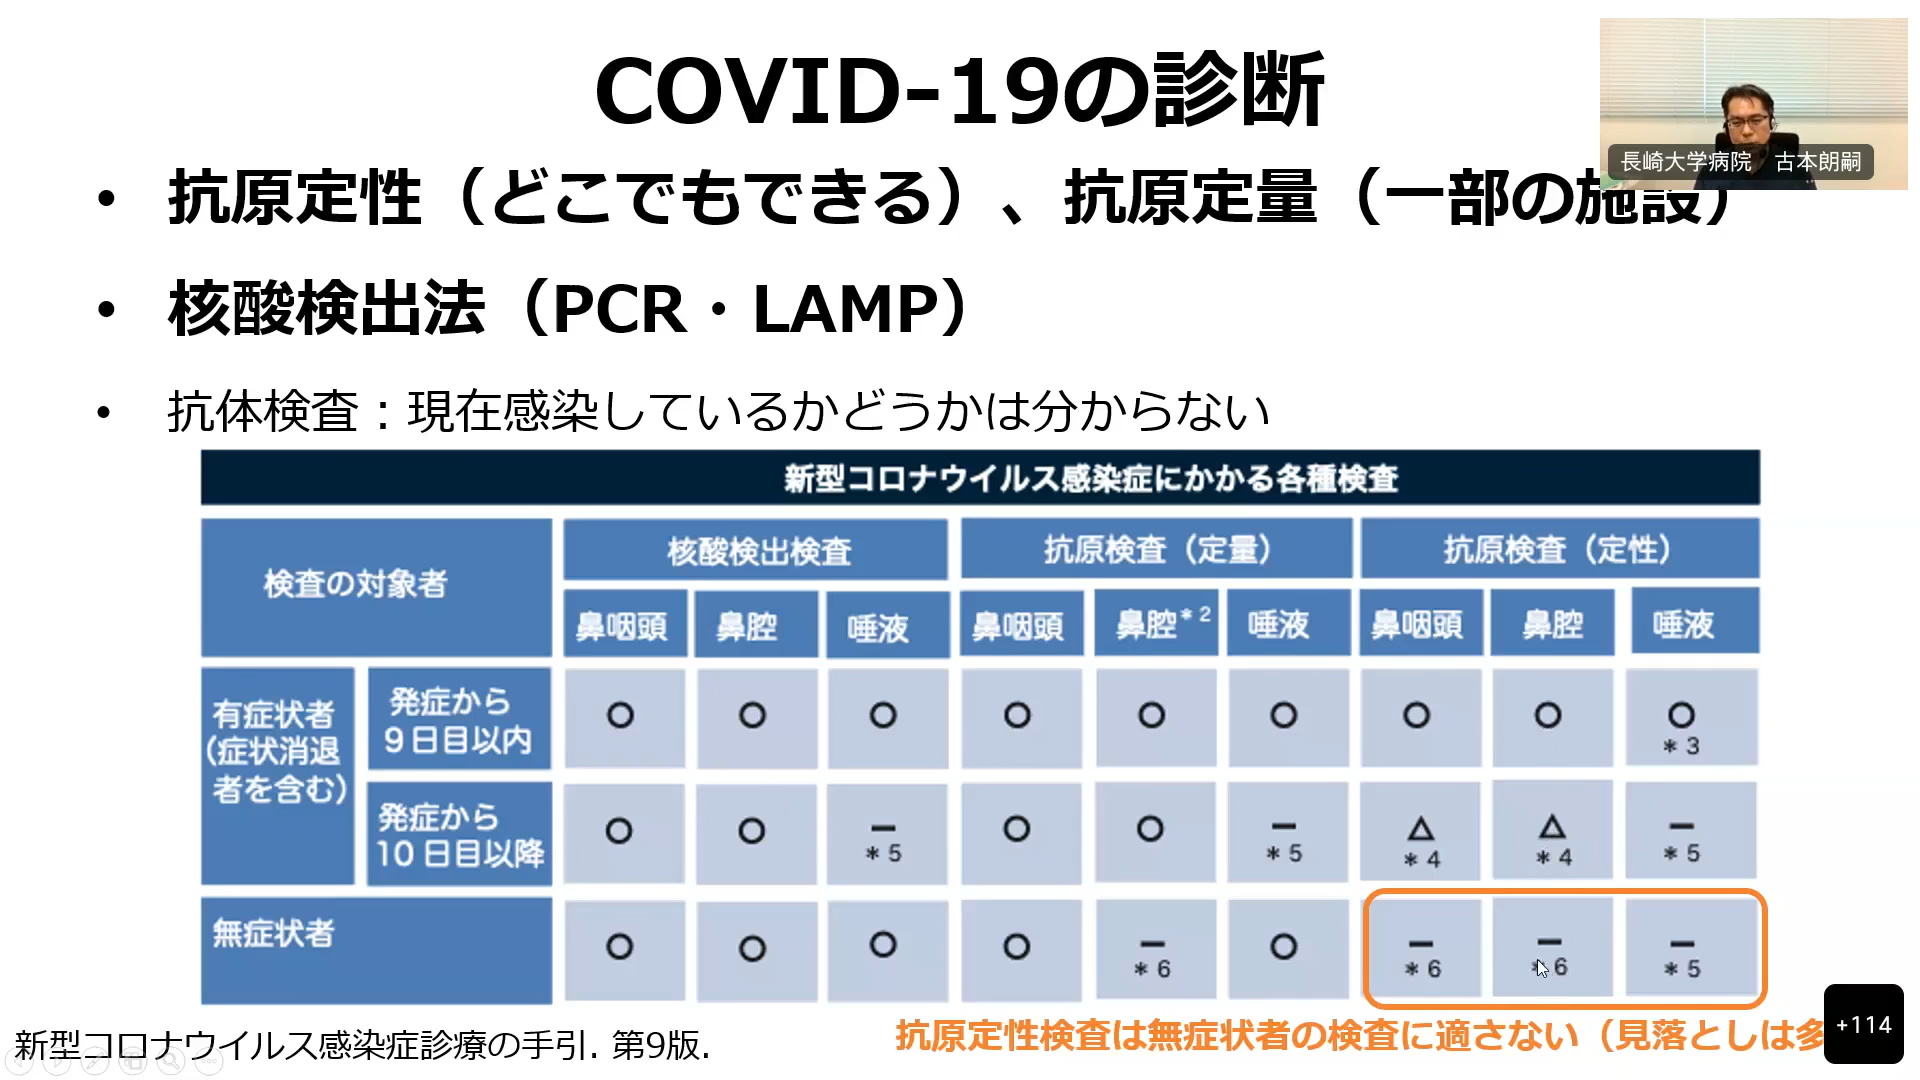 COVID-19の診断
長崎大学病院　古本朗嗣
• 抗原定性（どこでもできる）、抗原定量（一部の施設）
• 核酸検出法（PCR・LAMP）
• 抗体検査：現在感染しているかどうかは分からない
新型コロナウイルス感染症にかかる各種検査
検査の対象者 核酸検出検査 抗原検査（定量） 抗原検査（定性）
鼻咽頭 鼻腔 唾液 鼻咽頭 鼻腔＊2 唾液 鼻咽頭 鼻腔 唾液
有症状者
（症状消退
者を含む）
発症から
９日目以内
○ ○ ○ ○ ○ ○ ○ ○ ○
＊3
発症から
10日目以降
○ ○ ー ○ ○ ー △ △ ー
＊5 ＊5 ＊4 ＊4 ＊5
無症状者
○ ○ ○ ○ ー ○ ー ー ー
＊6 ＊6 ＊6 ＊5
新型コロナウイルス感染症診療の手引. 第9版.
抗原定性検査は無症状者の検査に適さない（見落としは多
+114